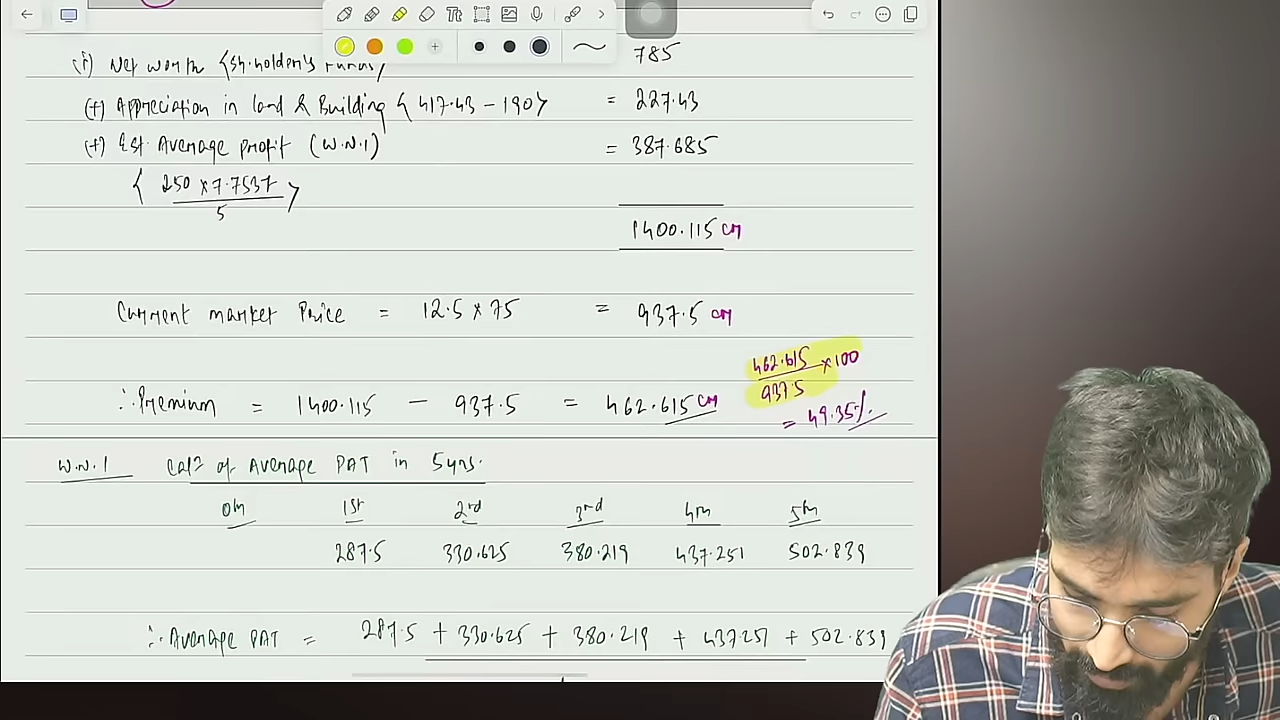 (i) Net worth {Sh.holder's Funds} 785
(+) Appreciation in land & Building { 417.43 - 190 } = 227.43
(+) Est. Average profit (W.N.1) = 387.685
{ 250 × 7.7537 / 5 }
1400.115 cr
Current market Price = 12.5 × 75 = 937.5 cr
462.615 / 937.5 × 100
∴ Premium = 1400.115 - 937.5 = 462.615 cr
= 49.35%
W.N.1 Calⁿ of Average PAT in 5yrs.
0th 1st 2nd 3rd 4th 5th
287.5 330.625 380.219 437.251 502.839
∴ Average PAT = 287.5 + 330.625 + 380.219 + 437.251 + 502.839